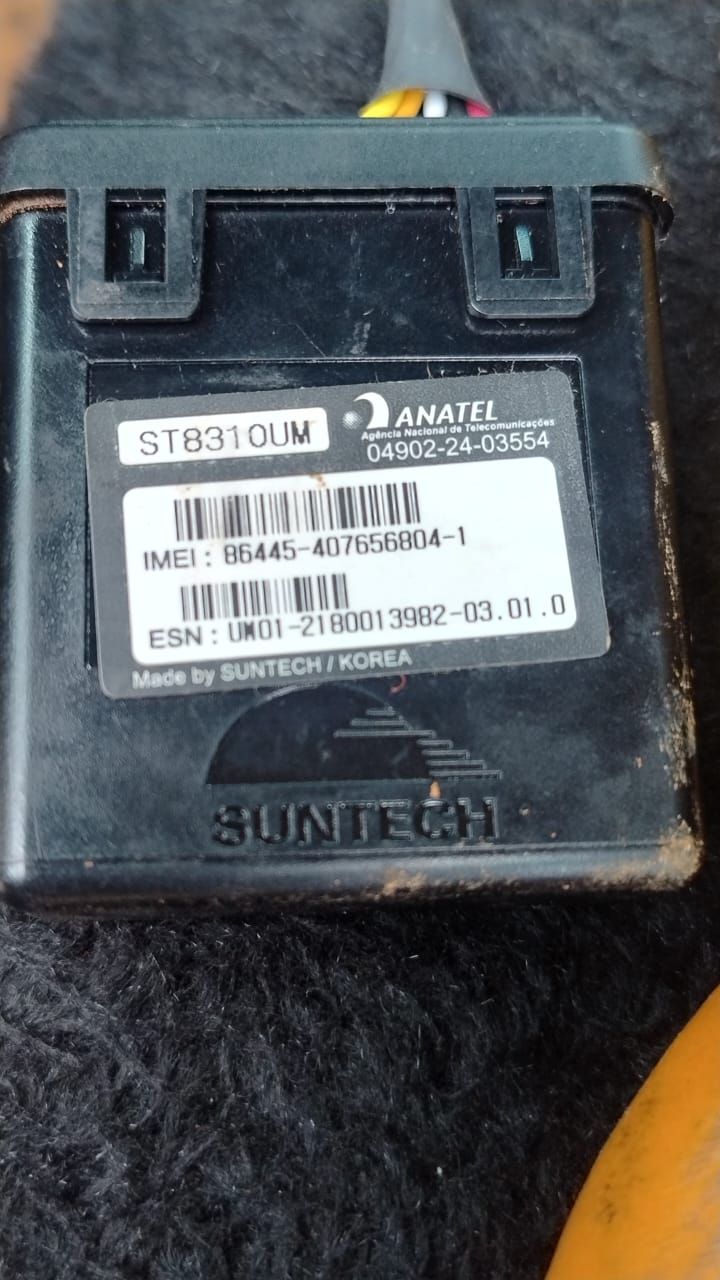 ST8310UM
ANATEL
Agência Nacional de Telecomunicações
04902-24-03554
IMEI : 86445-407656804-1
ESN : UM01-2180013982-03.01.0
Made by SUNTECH / KOREA
SUNTECH